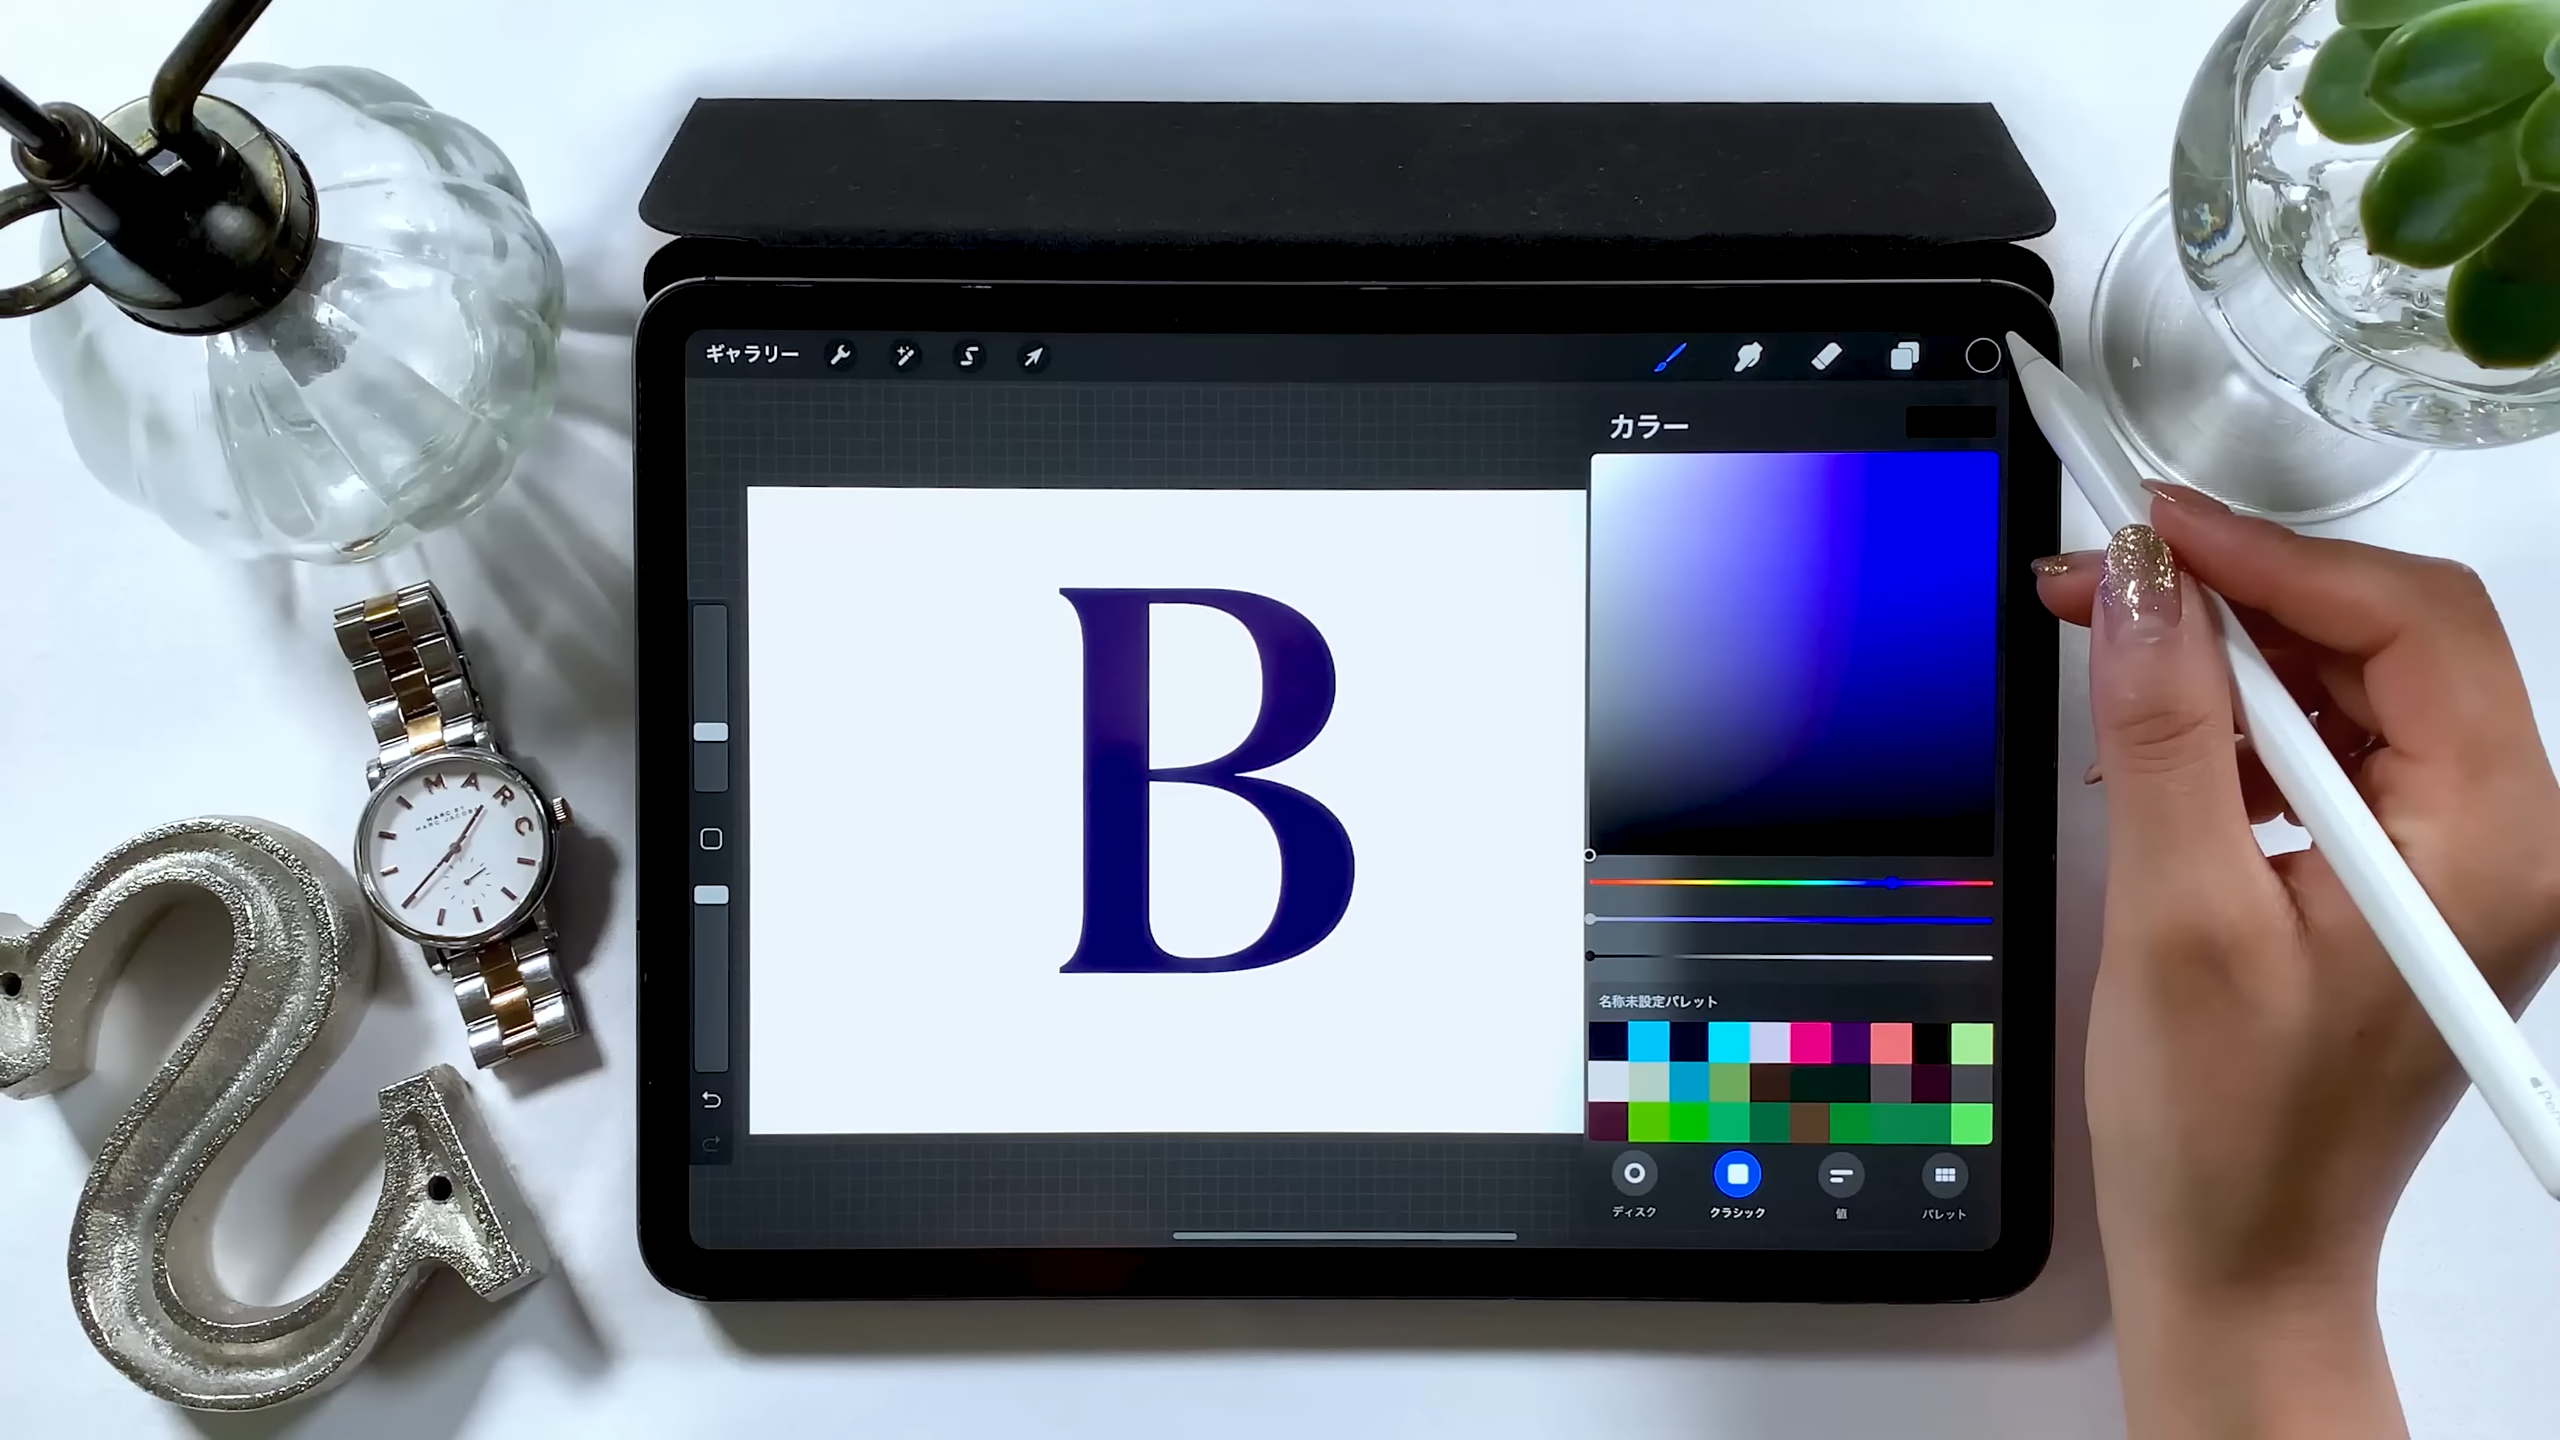 ギャラリー
カラー
B
名称未設定パレット
ディスク
クラシック
値
パレット
MARC
MARC BY
MARC JACOBS
S